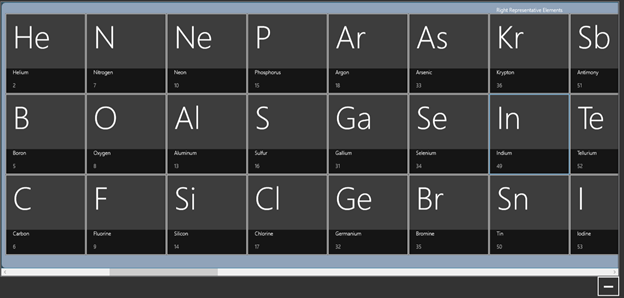 Right Representative Elements
He N Ne P Ar As Kr Sb
Helium Nitrogen Neon Phosphorus Argon Arsenic Krypton Antimony
2 7 10 15 18 33 36 51
B O Al S Ga Se In Te
Boron Oxygen Aluminum Sulfur Gallium Selenium Indium Tellurium
5 8 13 16 31 34 49 52
C F Si Cl Ge Br Sn I
Carbon Fluorine Silicon Chlorine Germanium Bromine Tin Iodine
6 9 14 17 32 35 50 53